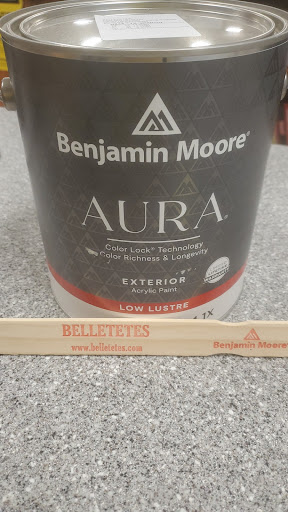 Benjamin Moore®
AURA®
Color Lock® Technology
Color Richness & Longevity
EXTERIOR
Acrylic Paint
LOW LUSTRE
1X
BELLETETES
www.belletetes.com
Benjamin Moore